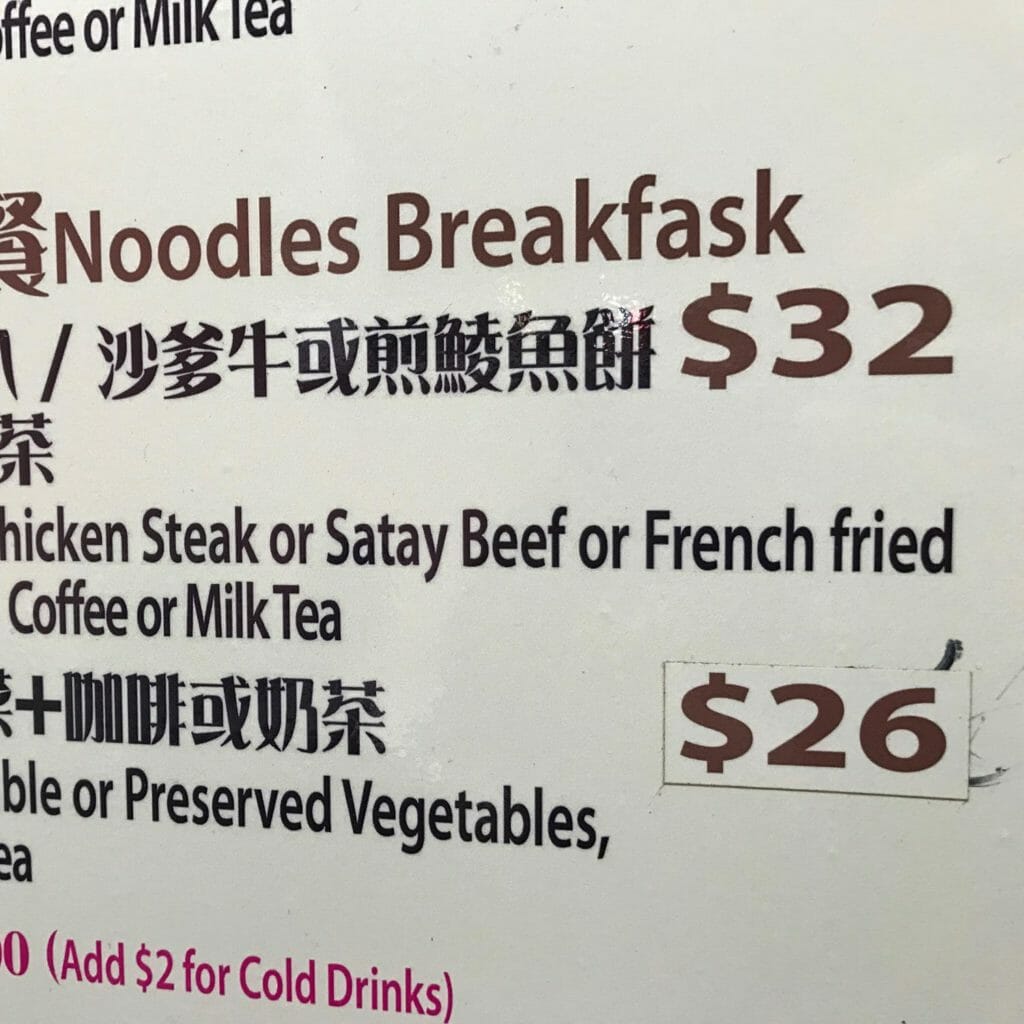 offee or Milk Tea
餐Noodles Breakfask
/ 沙爹牛或煎鯪魚餅 $32
茶
hicken Steak or Satay Beef or French fried
Coffee or Milk Tea
菜+咖啡或奶茶 $26
ble or Preserved Vegetables,
ea
0 (Add $2 for Cold Drinks)